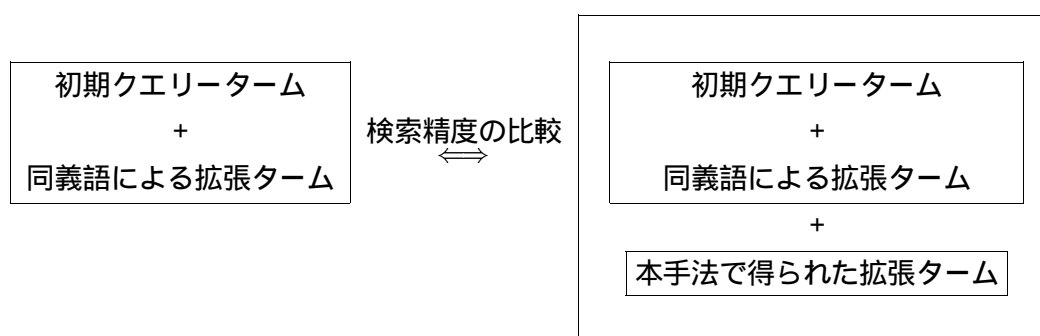 初期クエリーターム
+
同義語による拡張ターム
検索精度の比較
⇐⇒
初期クエリーターム
+
同義語による拡張ターム
+
本手法で得られた拡張ターム